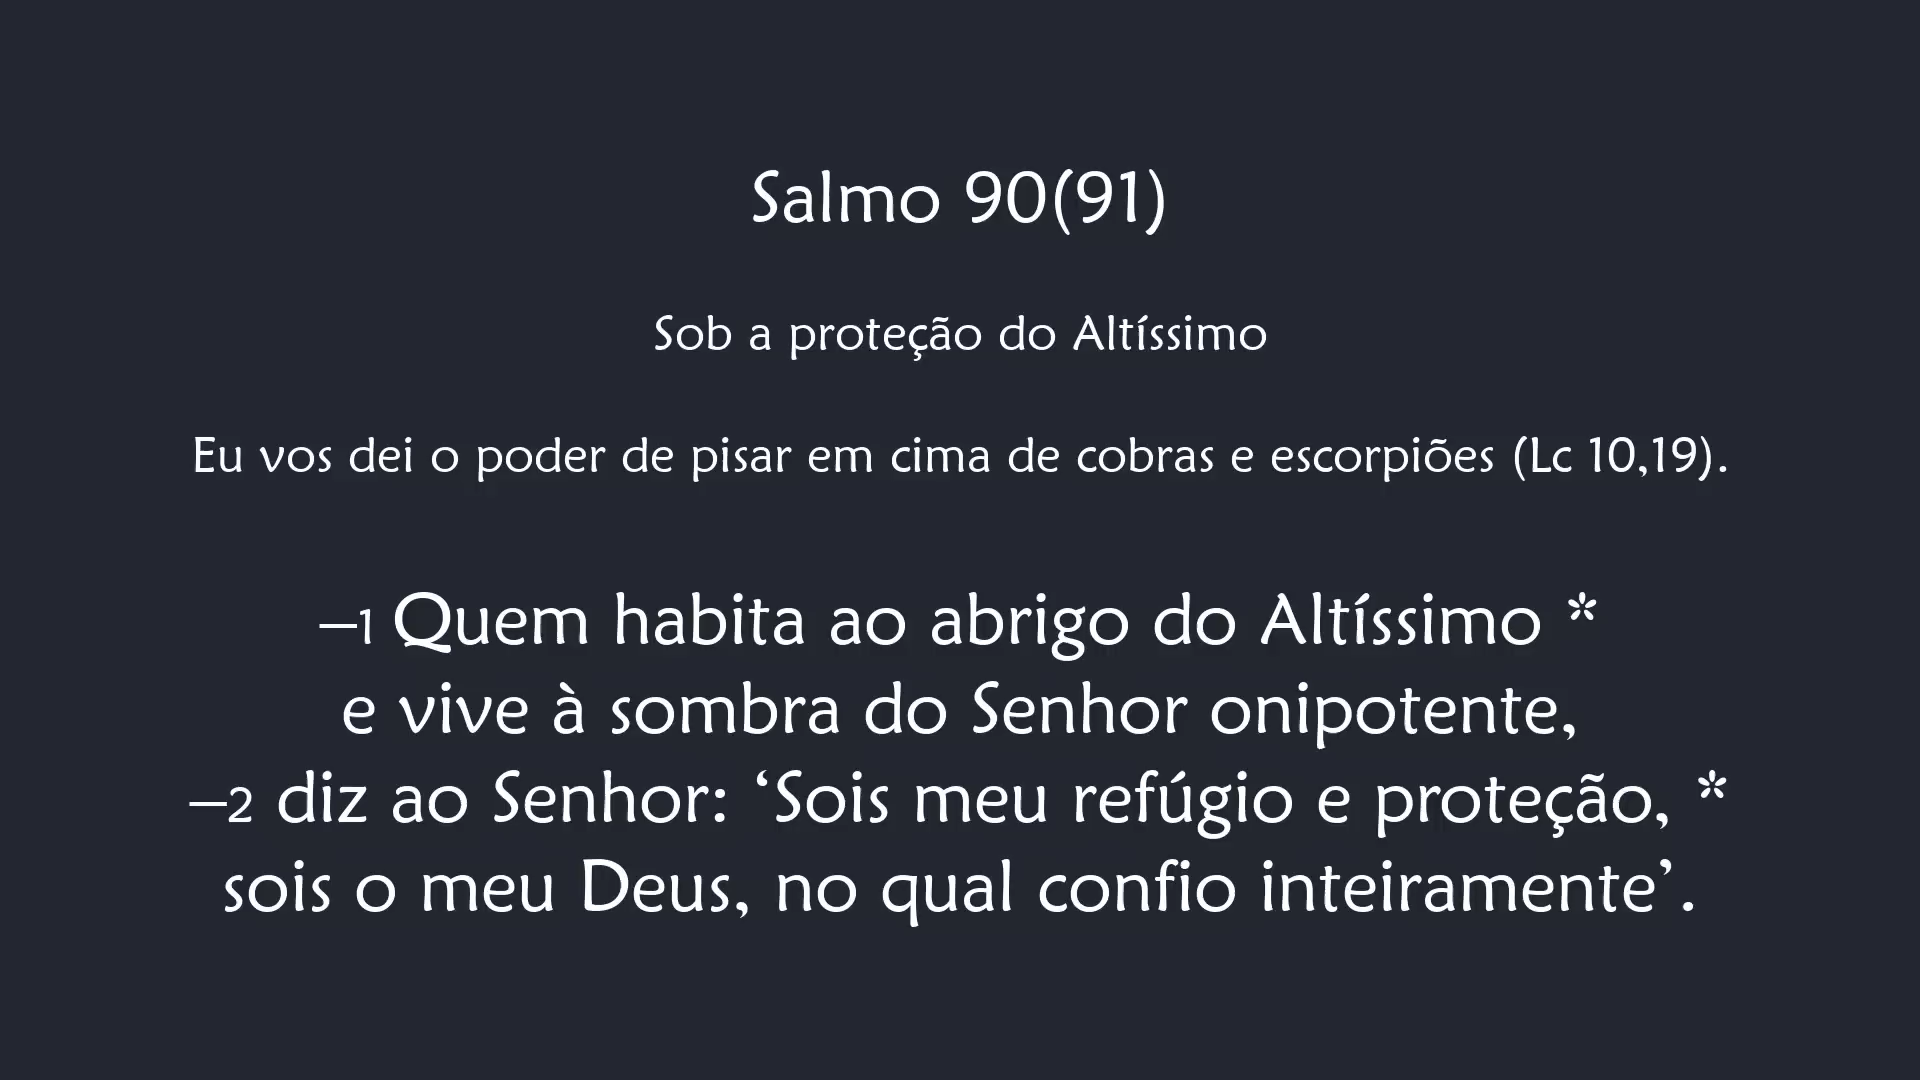 Salmo 90(91)
Sob a proteção do Altíssimo
Eu vos dei o poder de pisar em cima de cobras e escorpiões (Lc 10,19).
–1 Quem habita ao abrigo do Altíssimo *
e vive à sombra do Senhor onipotente,
–2 diz ao Senhor: ‘Sois meu refúgio e proteção, *
sois o meu Deus, no qual confio inteiramente’.